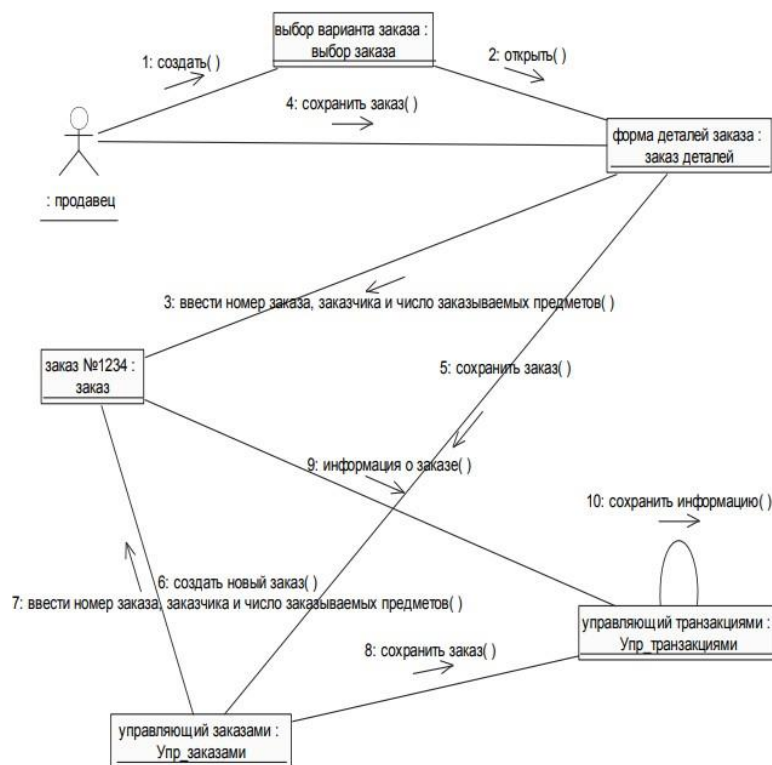 выбор варианта заказа :
выбор заказа
1: создать( )
2: открыть( )
4: сохранить заказ( )
форма деталей заказа :
заказ деталей
: продавец
3: ввести номер заказа, заказчика и число заказываемых предметов( )
заказ №1234 :
заказ
5: сохранить заказ( )
9: информация о заказе( )
10: сохранить информацию( )
6: создать новый заказ( )
7: ввести номер заказа, заказчика и число заказываемых предметов( )
управляющий транзакциями :
Упр_транзакциями
8: сохранить заказ( )
управляющий заказами :
Упр_заказами